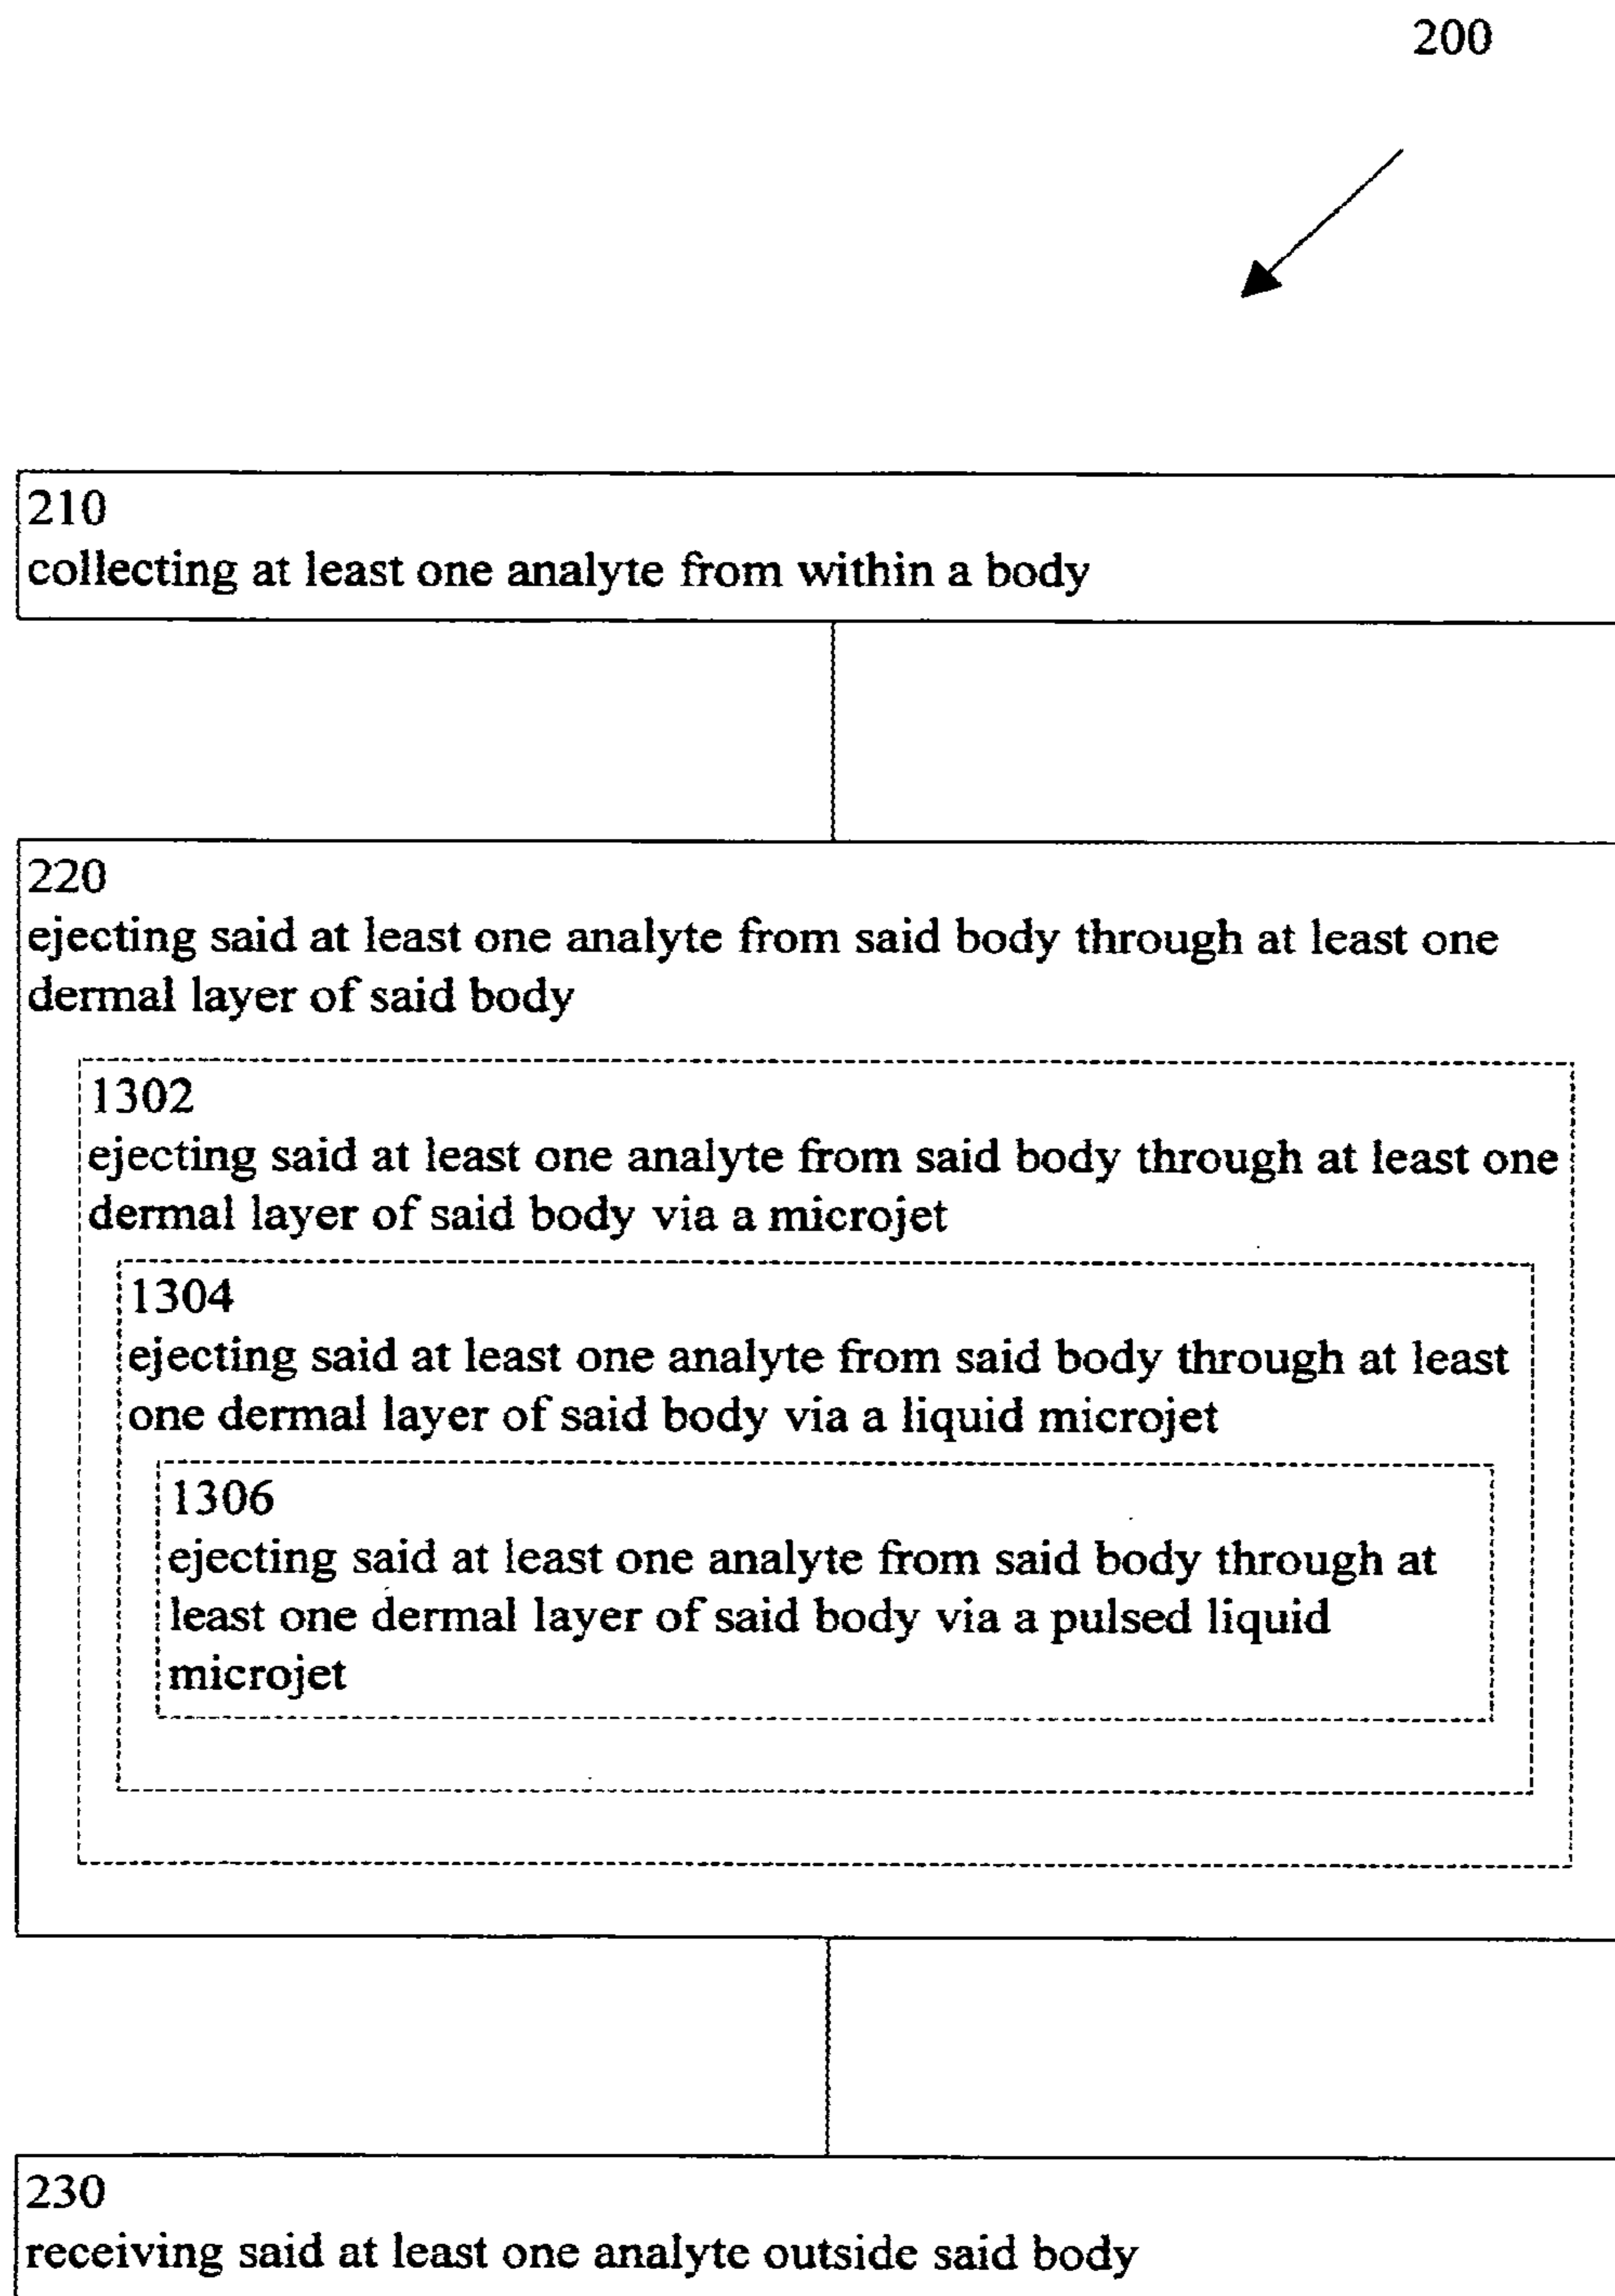 200
210
collecting at least one analyte from within a body
220
ejecting said at least one analyte from said body through at least one
dermal layer of said body
1302
ejecting said at least one analyte from said body through at least one
dermal layer of said body via a microjet
1304
ejecting said at least one analyte from said body through at least
one dermal layer of said body via a liquid microjet
1306
ejecting said at least one analyte from said body through at
least one dermal layer of said body via a pulsed liquid
microjet
230
receiving said at least one analyte outside said body